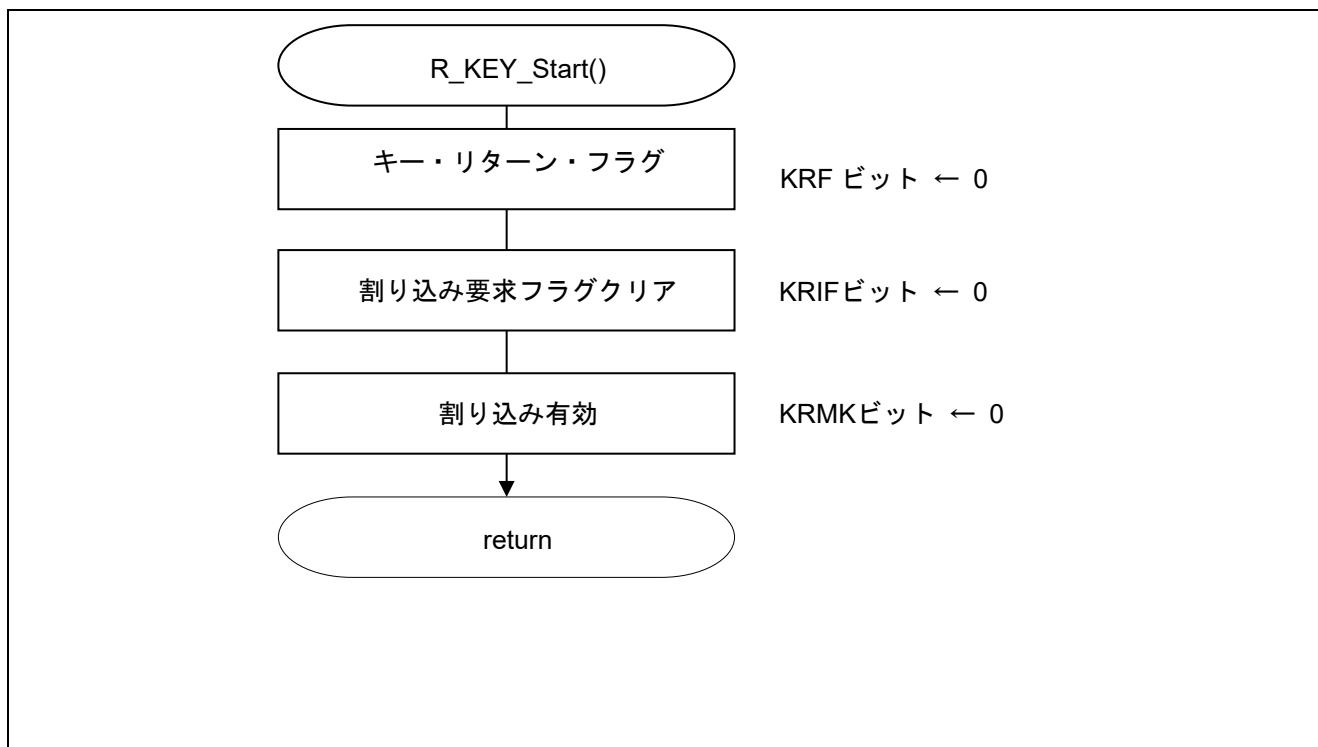 R_KEY_Start()
キー・リターン・フラグ
KRF ビット ← 0
割り込み要求フラグクリア
KRIFビット ← 0
割り込み有効
KRMKビット ← 0
return